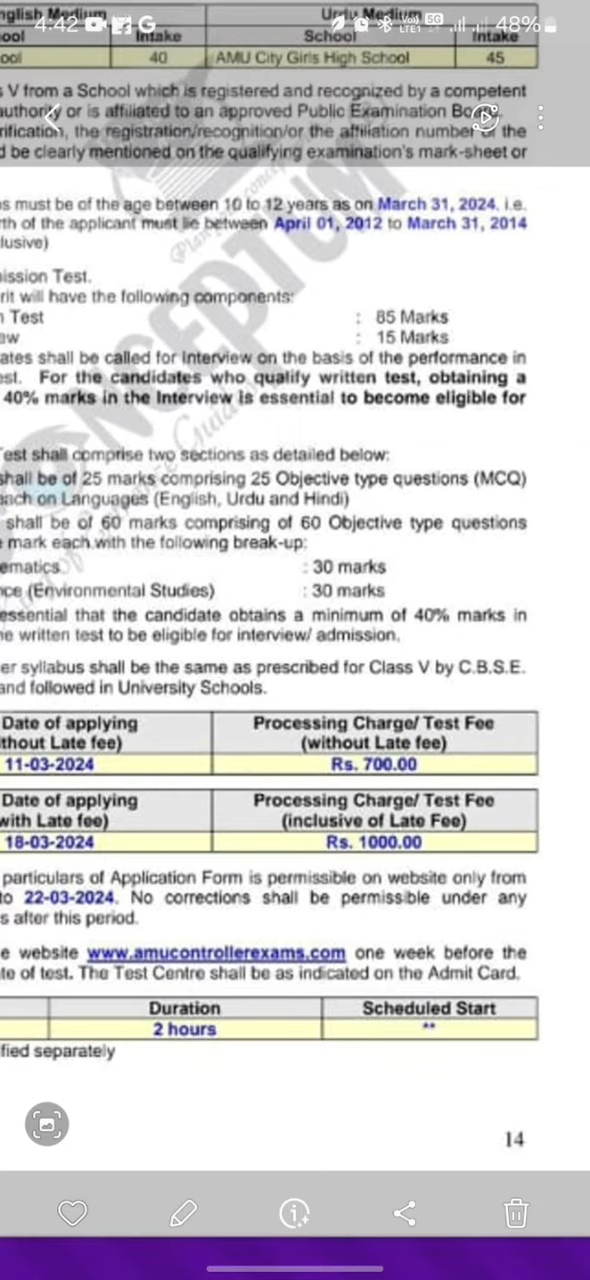 nglish Medium Urdu Medium
4:42 G Vo) LTE1 5G 48%
ool Intake School Intake
ool 40 AMU City Girls High School 45
s V from a School which is registered and recognized by a competent
authority or is affiliated to an approved Public Examination Board.
rification, the registration/recognition/or the affiliation number of the
d be clearly mentioned on the qualifying examination's mark-sheet or
ns must be of the age between 10 to 12 years as on March 31, 2024, i.e.
rth of the applicant must lie between April 01, 2012 to March 31, 2014
lusive)
nission Test.
rit will have the following components:
n Test : 85 Marks
ew : 15 Marks
ates shall be called for Interview on the basis of the performance in
est. For the candidates who qualify written test, obtaining a
40% marks in the Interview is essential to become eligible for
Test shall comprise two sections as detailed below:
shall be of 25 marks comprising 25 Objective type questions (MCQ)
each on Languages (English, Urdu and Hindi)
shall be of 60 marks comprising of 60 Objective type questions
e mark each with the following break-up:
ematics : 30 marks
nce (Environmental Studies) : 30 marks
essential that the candidate obtains a minimum of 40% marks in
he written test to be eligible for interview/ admission.
er syllabus shall be the same as prescribed for Class V by C.B.S.E.
and followed in University Schools.
Date of applying Processing Charge/ Test Fee
thout Late fee) (without Late fee)
11-03-2024 Rs. 700.00
Date of applying Processing Charge/ Test Fee
with Late fee) (inclusive of Late Fee)
18-03-2024 Rs. 1000.00
particulars of Application Form is permissible on website only from
to 22-03-2024. No corrections shall be permissible under any
s after this period.
e website www.amucontrollerexams.com one week before the
te of test. The Test Centre shall be as indicated on the Admit Card.
Duration Scheduled Start
2 hours **
fied separately
14